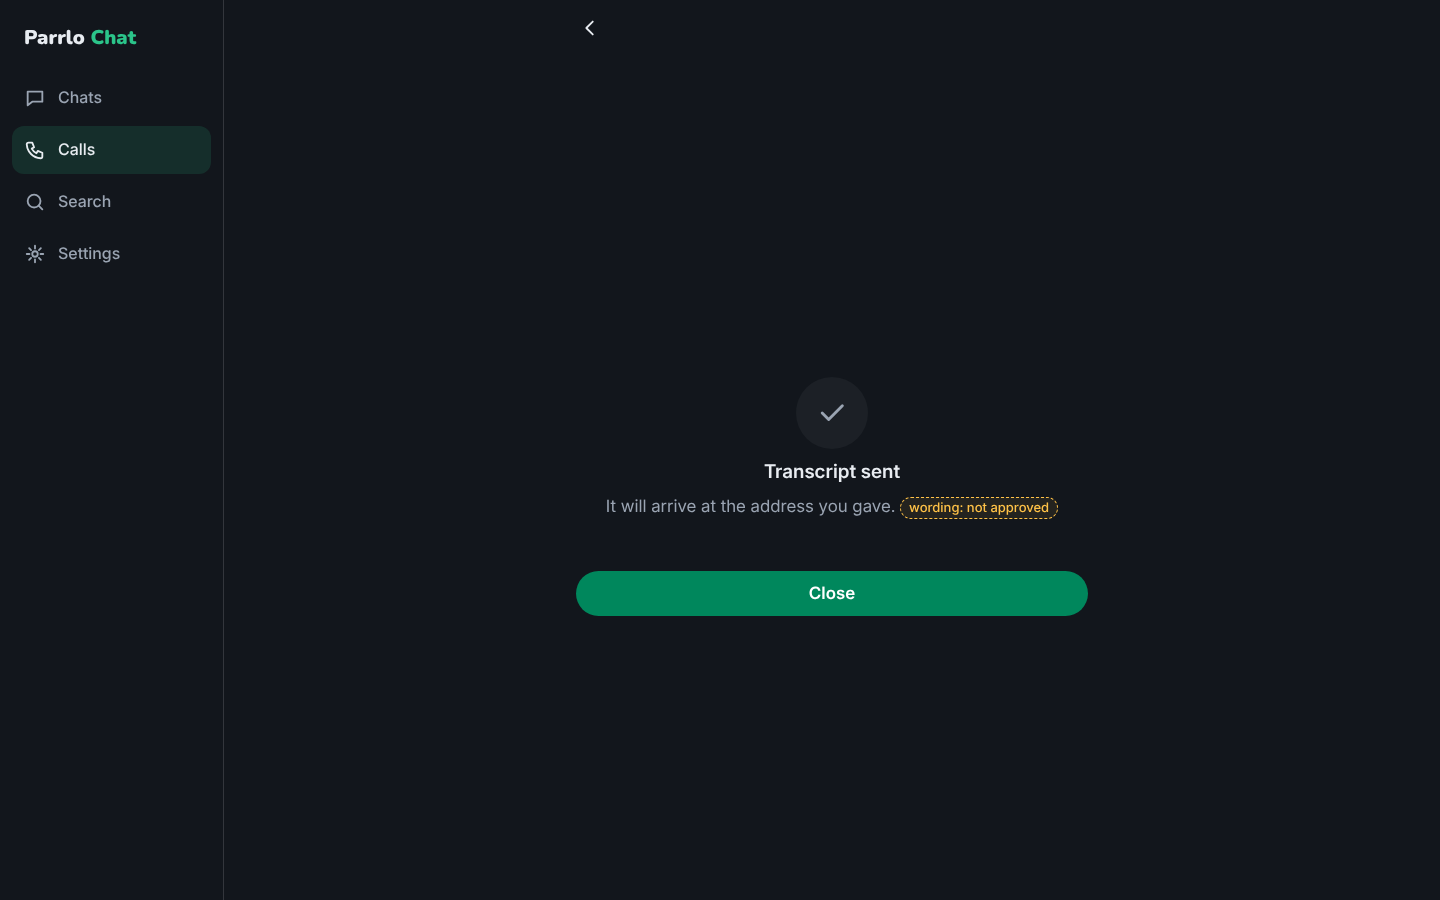 Parrlo Chat
Chats
Calls
Search
Settings
Transcript sent
It will arrive at the address you gave. wording: not approved
Close